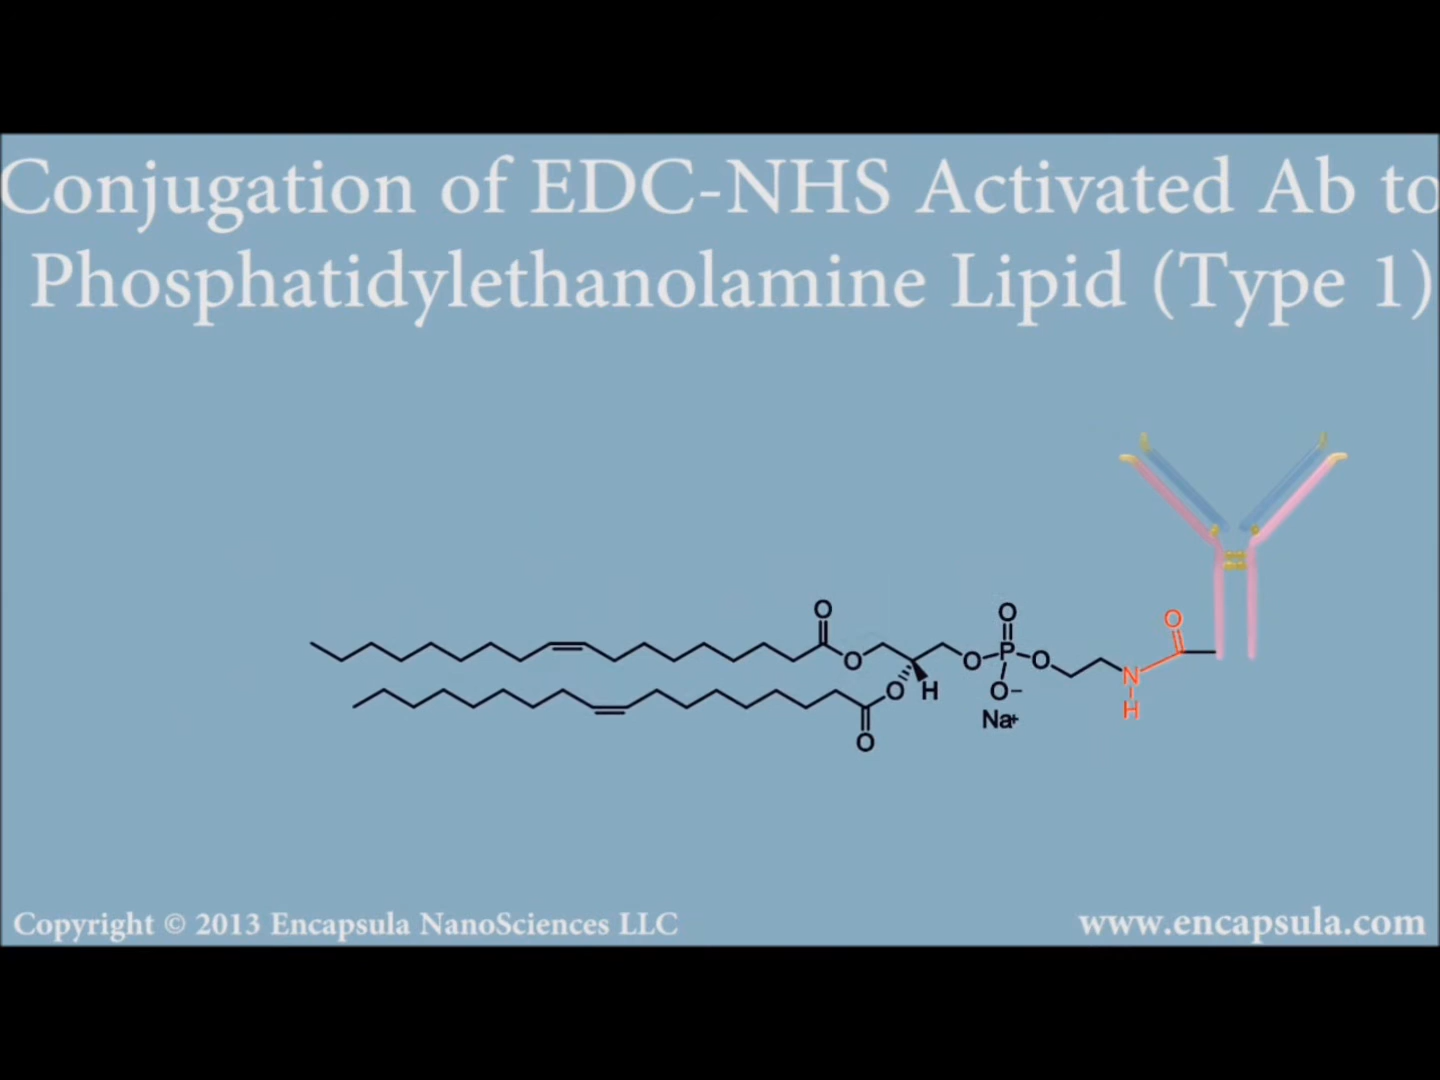 Conjugation of EDC-NHS Activated Ab to
Phosphatidylethanolamine Lipid (Type 1)
O
O
O
P
O
O
O
H
O−
Na+
O
O
N
H
Copyright © 2013 Encapsula NanoSciences LLC
www.encapsula.com